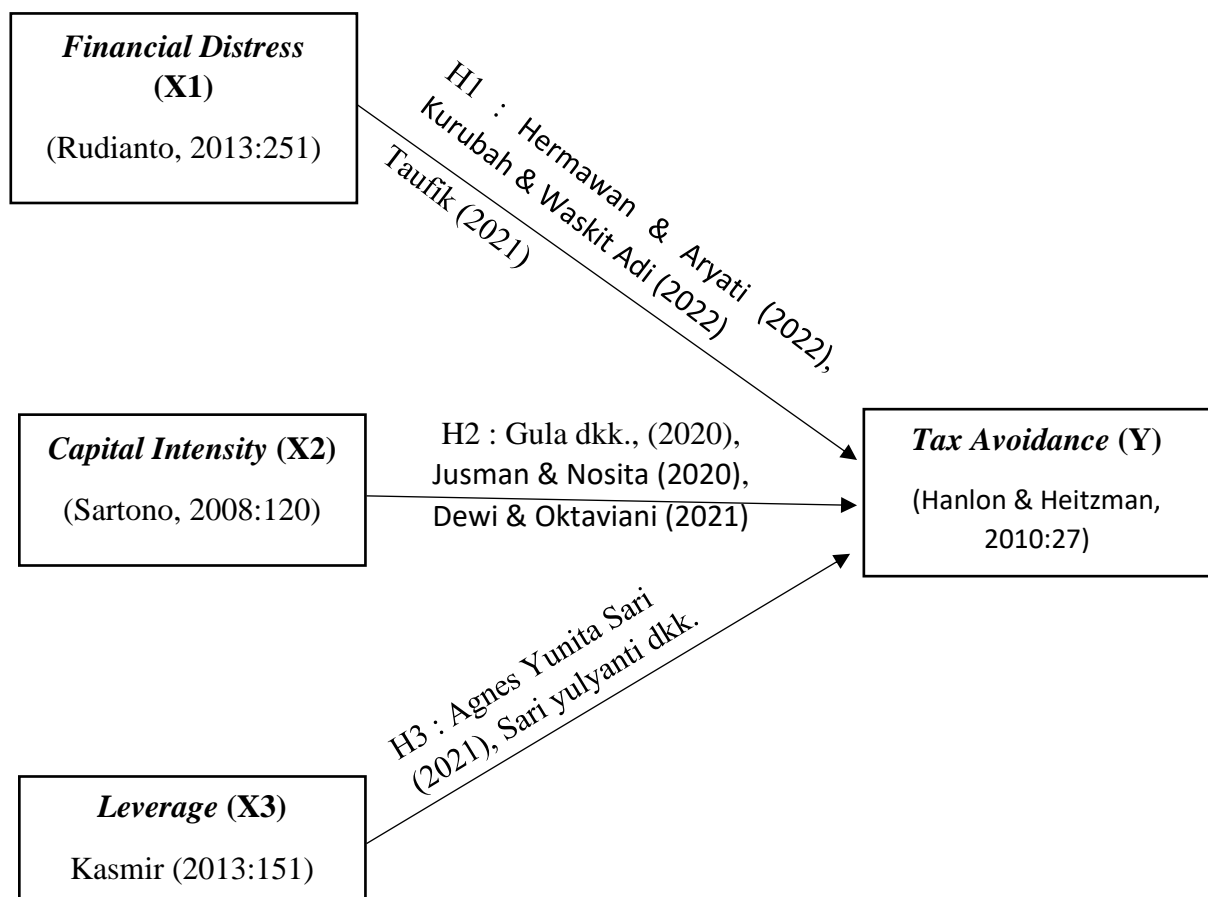 Financial Distress
(X1)
(Rudianto, 2013:251)
H1 : Hermawan & Aryati (2022),
Kurubah & Waskit Adi (2022)
Taufik (2021)
Capital Intensity (X2)
(Sartono, 2008:120)
H2 : Gula dkk., (2020),
Jusman & Nosita (2020),
Dewi & Oktaviani (2021)
Tax Avoidance (Y)
(Hanlon & Heitzman,
2010:27)
H3 : Agnes Yunita Sari
(2021), Sari yulyanti dkk.
Leverage (X3)
Kasmir (2013:151)